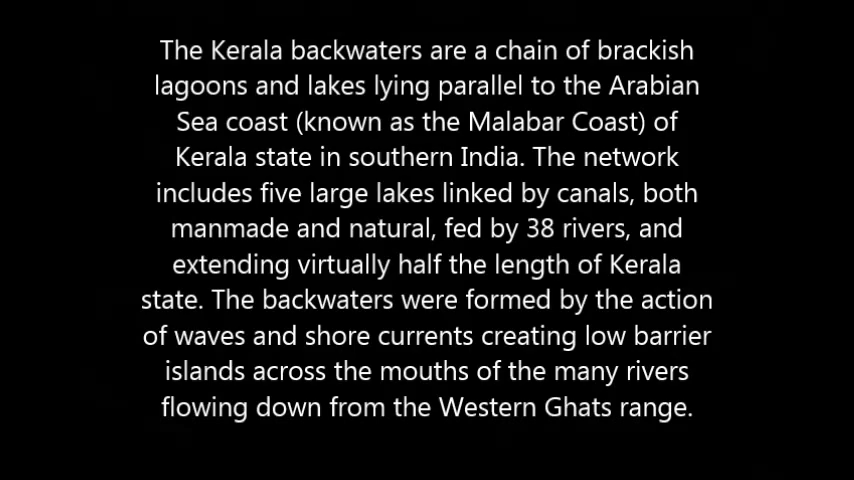 The Kerala backwaters are a chain of brackish
lagoons and lakes lying parallel to the Arabian
Sea coast (known as the Malabar Coast) of
Kerala state in southern India. The network
includes five large lakes linked by canals, both
manmade and natural, fed by 38 rivers, and
extending virtually half the length of Kerala
state. The backwaters were formed by the action
of waves and shore currents creating low barrier
islands across the mouths of the many rivers
flowing down from the Western Ghats range.